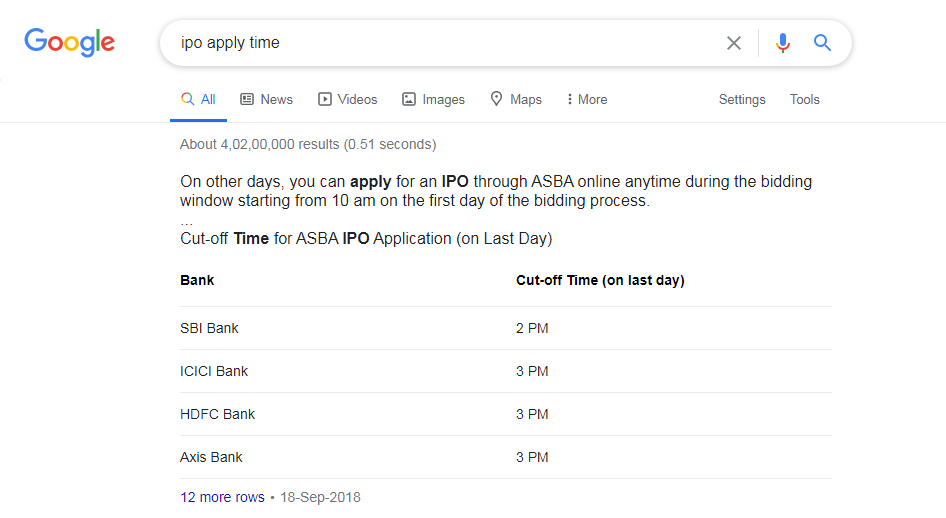 Google
ipo apply time
All News Videos Images Maps More Settings Tools
About 4,02,00,000 results (0.51 seconds)
On other days, you can apply for an IPO through ASBA online anytime during the bidding
window starting from 10 am on the first day of the bidding process.
...
Cut-off Time for ASBA IPO Application (on Last Day)
Bank Cut-off Time (on last day)
SBI Bank 2 PM
ICICI Bank 3 PM
HDFC Bank 3 PM
Axis Bank 3 PM
12 more rows • 18-Sep-2018